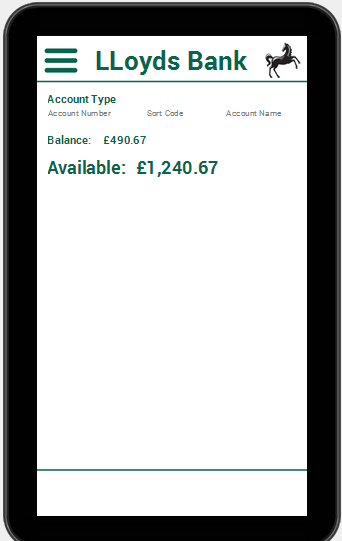 LLoyds Bank
Account Type
Account Number Sort Code Account Name
Balance: £490.67
Available: £1,240.67